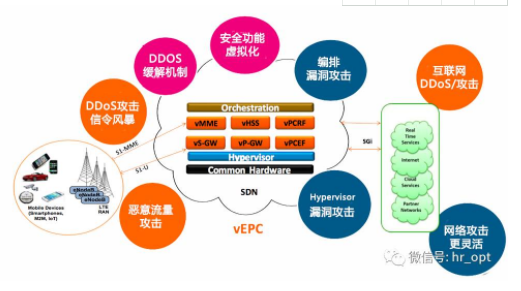 安全功能
虚拟化
DDOS
缓解机制
编排
漏洞攻击
互联网
DDoS/攻击
DDoS攻击
信令风暴
Orchestration
vMME
vHSS
vPCRF
vS-GW
vP-GW
vPCEF
Hypervisor
Common Hardware
SDN
vEPC
S1-MME
S1-U
SGi
Real
Time
Services
Internet
Cloud
Services
Partner
Networks
eNodeB
eNodeB
eNodeB
LTE
RAN
Mobile Devices
(Smartphones,
M2M, IoT)
恶意流量
攻击
Hypervisor
漏洞攻击
网络攻击
更灵活
微信号: hr_opt